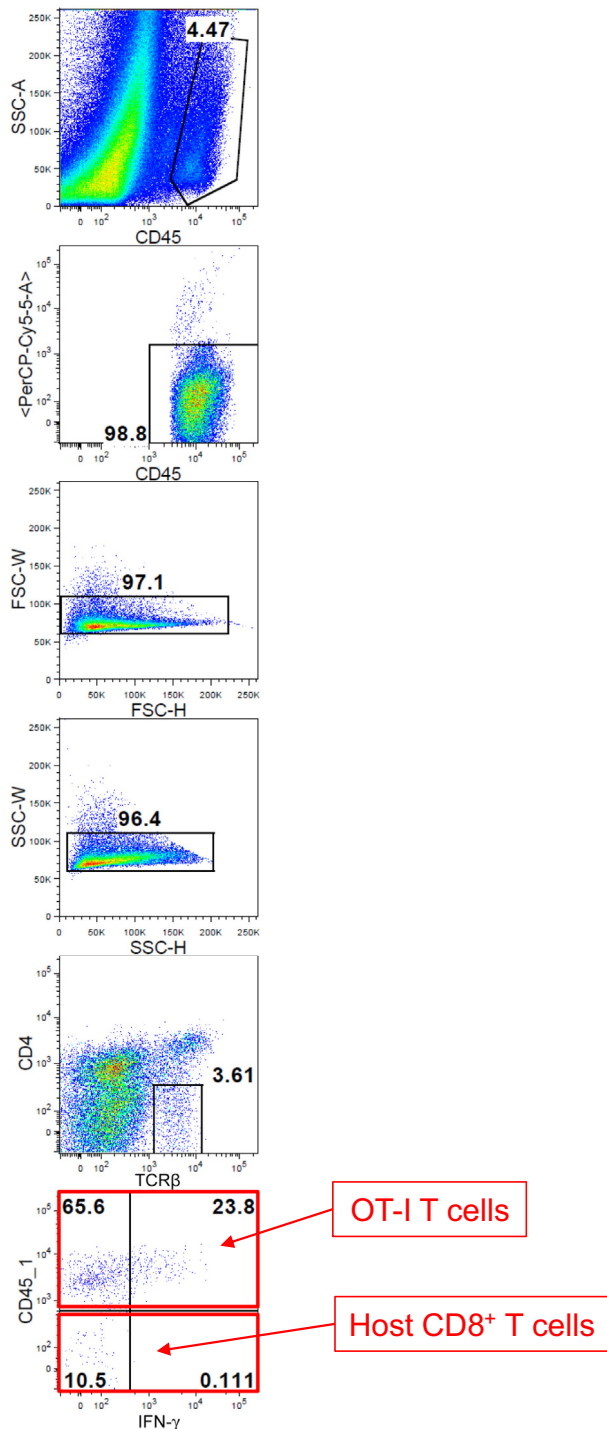 250K
200K
150K
100K
50K
0
SSC-A
4.47
0 10² 10³ 10⁴ 10⁵
CD45
10⁵
10⁴
10³
10²
0
<PerCP-Cy5-5-A>
98.8
0 10² 10³ 10⁴ 10⁵
CD45
250K
200K
150K
100K
50K
0
FSC-W
97.1
0 50K 100K 150K 200K 250K
FSC-H
250K
200K
150K
100K
50K
0
SSC-W
96.4
0 50K 100K 150K 200K 250K
SSC-H
10⁵
10⁴
10³
10²
0
CD4
3.61
0 10² 10³ 10⁴ 10⁵
TCRβ
65.6 23.8
10⁵
10⁴
10³
10²
0
CD45_1
10.5 0.111
0 10² 10³ 10⁴ 10⁵
IFN-γ
OT-I T cells
Host CD8⁺ T cells